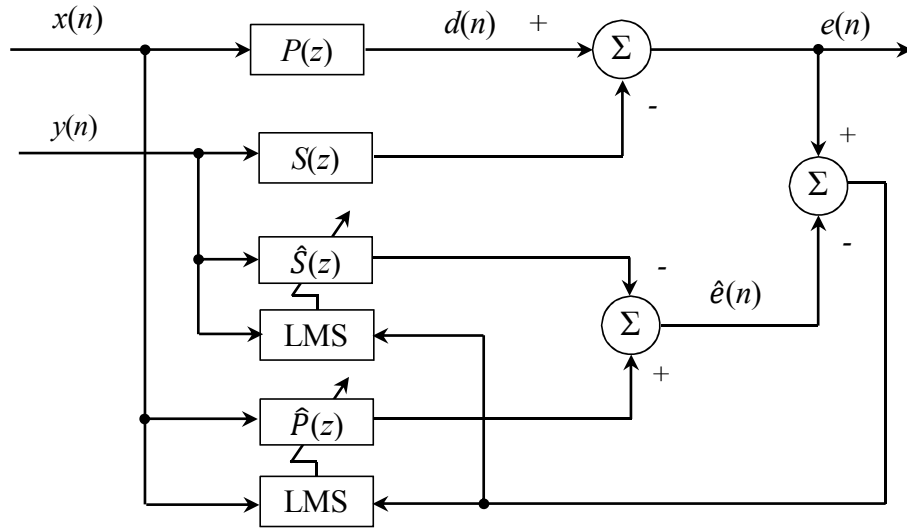 x(n)
P(z)
d(n)
+
Σ
e(n)
-
y(n)
S(z)
+
Σ
-
Ŝ(z)
-
ê(n)
LMS
Σ
+
P̂(z)
LMS